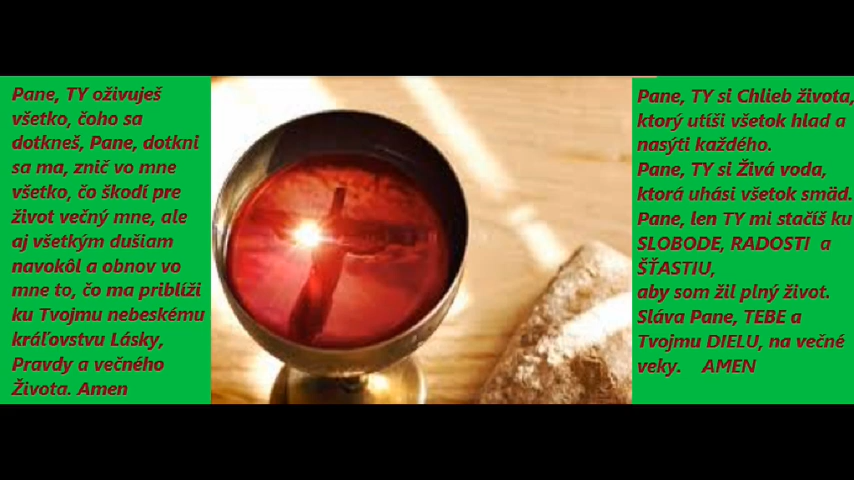 Pane, TY oživuješ
všetko, čoho sa
dotkneš, Pane, dotkni
sa ma, znič vo mne
všetko, čo škodí pre
život večný mne, ale
aj všetkým dušiam
navokôl a obnov vo
mne to, čo ma priblíži
ku Tvojmu nebeskému
kráľovstvu Lásky,
Pravdy a večného
Života. Amen
Pane, TY si Chlieb života,
ktorý utíši všetok hlad a
nasýti každého.
Pane, TY si Živá voda,
ktorá uhási všetok smäd.
Pane, len TY mi stačíš ku
SLOBODE, RADOSTI a
ŠŤASTIU,
aby som žil plný život.
Sláva Pane, TEBE a
Tvojmu DIELU, na večné
veky. AMEN